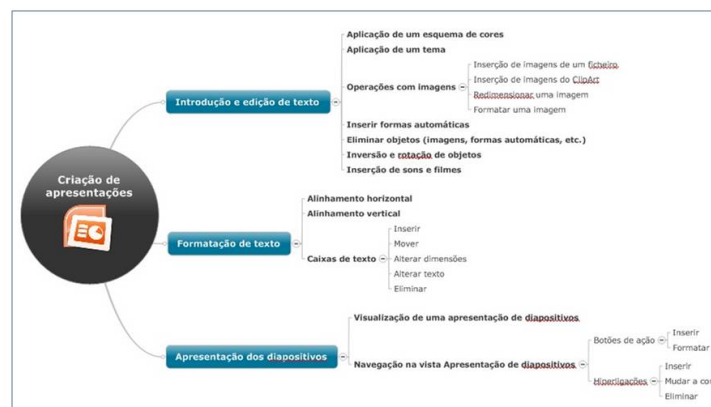 Criação de
apresentações
Introdução e edição de texto
Aplicação de um esquema de cores
Aplicação de um tema
Operações com imagens
Inserção de imagens de um ficheiro
Inserção de imagens do ClipArt
Redimensionar uma imagem
Formatar uma imagem
Inserir formas automáticas
Eliminar objetos (imagens, formas automáticas, etc.)
Inversão e rotação de objetos
Inserção de sons e filmes
Formatação de texto
Alinhamento horizontal
Alinhamento vertical
Caixas de texto
Inserir
Mover
Alterar dimensões
Alterar texto
Eliminar
Apresentação dos diapositivos
Visualização de uma apresentação de diapositivos
Navegação na vista Apresentação de diapositivos
Botões de ação
Inserir
Formatar
Hiperligações
Inserir
Mudar a
Eliminar